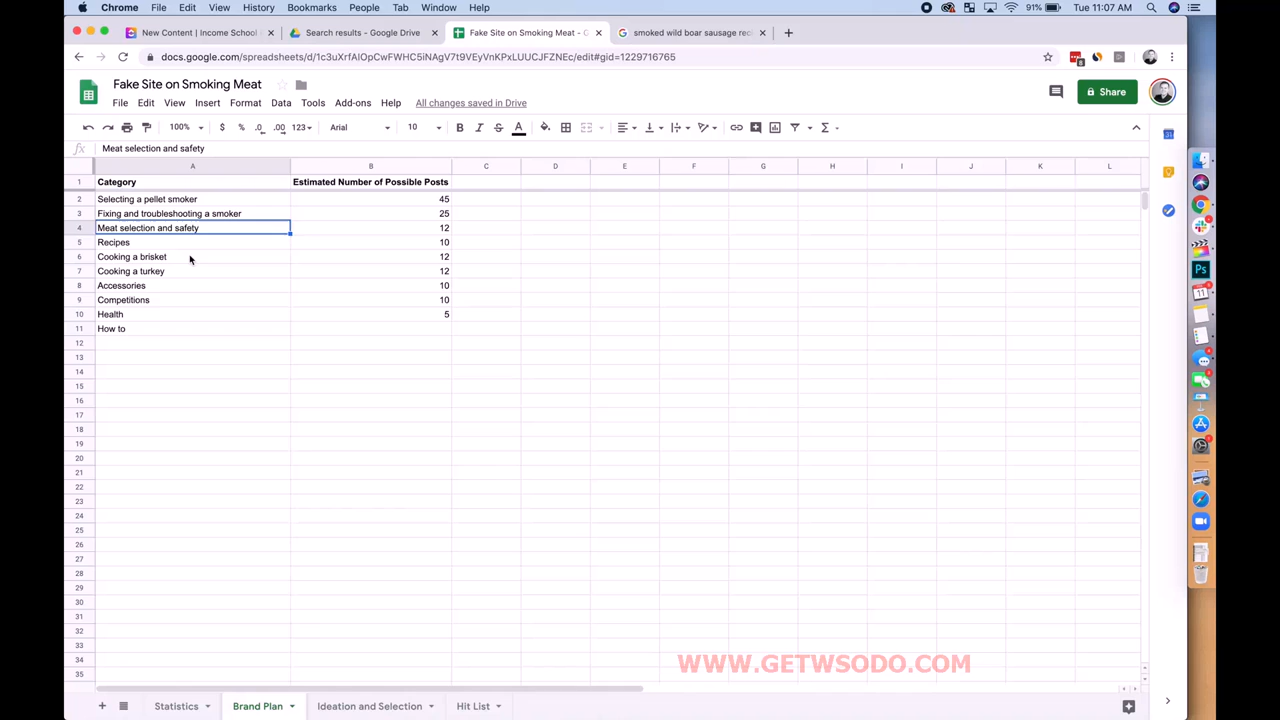 Chrome File Edit View History Bookmarks People Tab Window Help 91% Tue 11:07 AM
New Content | Income School Search results - Google Drive Fake Site on Smoking Meat - G smoked wild boar sausage rec
docs.google.com/spreadsheets/d/1c3uXrfAIOpCwFWHC5iNAgV7t9VEyVnKPxLUUCJFZNEc/edit#gid=1229716765
Fake Site on Smoking Meat
Share
File Edit View Insert Format Data Tools Add-ons Help All changes saved in Drive
100% $ % .0 .00 123 Arial 10 B I S A
fx Meat selection and safety
A B C D E F G H I J K L
1 Category Estimated Number of Possible Posts
2 Selecting a pellet smoker 45
3 Fixing and troubleshooting a smoker 25
4 Meat selection and safety 12
5 Recipes 10
6 Cooking a brisket 12
7 Cooking a turkey 12
8 Accessories 10
9 Competitions 10
10 Health 5
11 How to
12
13
14
15
16
17
18
19
20
21
22
23
24
25
26
27
28
29
30
31
32
33
34
35
WWW.GETWSODO.COM
Statistics Brand Plan Ideation and Selection Hit List